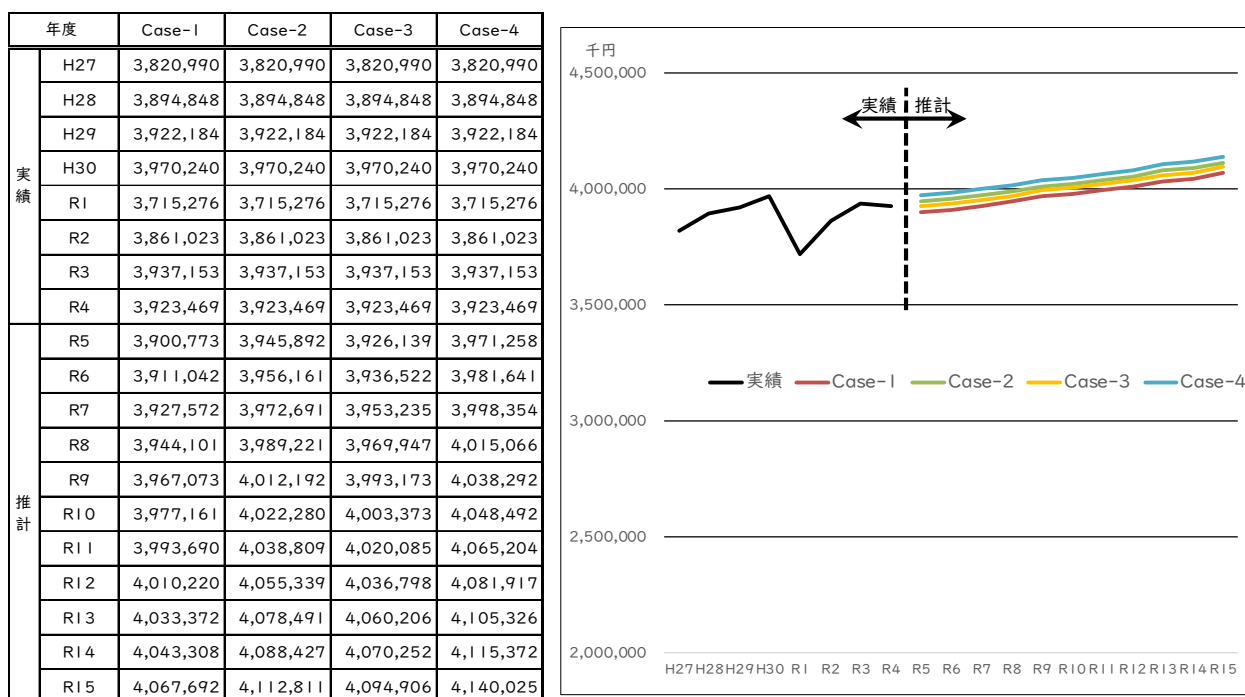 年度 Case-1 Case-2 Case-3 Case-4
実績
H27 3,820,990 3,820,990 3,820,990 3,820,990
H28 3,894,848 3,894,848 3,894,848 3,894,848
H29 3,922,184 3,922,184 3,922,184 3,922,184
H30 3,970,240 3,970,240 3,970,240 3,970,240
R1 3,715,276 3,715,276 3,715,276 3,715,276
R2 3,861,023 3,861,023 3,861,023 3,861,023
R3 3,937,153 3,937,153 3,937,153 3,937,153
R4 3,923,469 3,923,469 3,923,469 3,923,469
推計
R5 3,900,773 3,945,892 3,926,139 3,971,258
R6 3,911,042 3,956,161 3,936,522 3,981,641
R7 3,927,572 3,972,691 3,953,235 3,998,354
R8 3,944,101 3,989,221 3,969,947 4,015,066
R9 3,967,073 4,012,192 3,993,173 4,038,292
R10 3,977,161 4,022,280 4,003,373 4,048,492
R11 3,993,690 4,038,809 4,020,085 4,065,204
R12 4,010,220 4,055,339 4,036,798 4,081,917
R13 4,033,372 4,078,491 4,060,206 4,105,326
R14 4,043,308 4,088,427 4,070,252 4,115,372
R15 4,067,692 4,112,811 4,094,906 4,140,025
千円
4,500,000
実績 推計
4,000,000
3,500,000
実績 Case-1 Case-2 Case-3 Case-4
3,000,000
2,500,000
2,000,000
H27 H28 H29 H30 R1 R2 R3 R4 R5 R6 R7 R8 R9 R10 R11 R12 R13 R14 R15